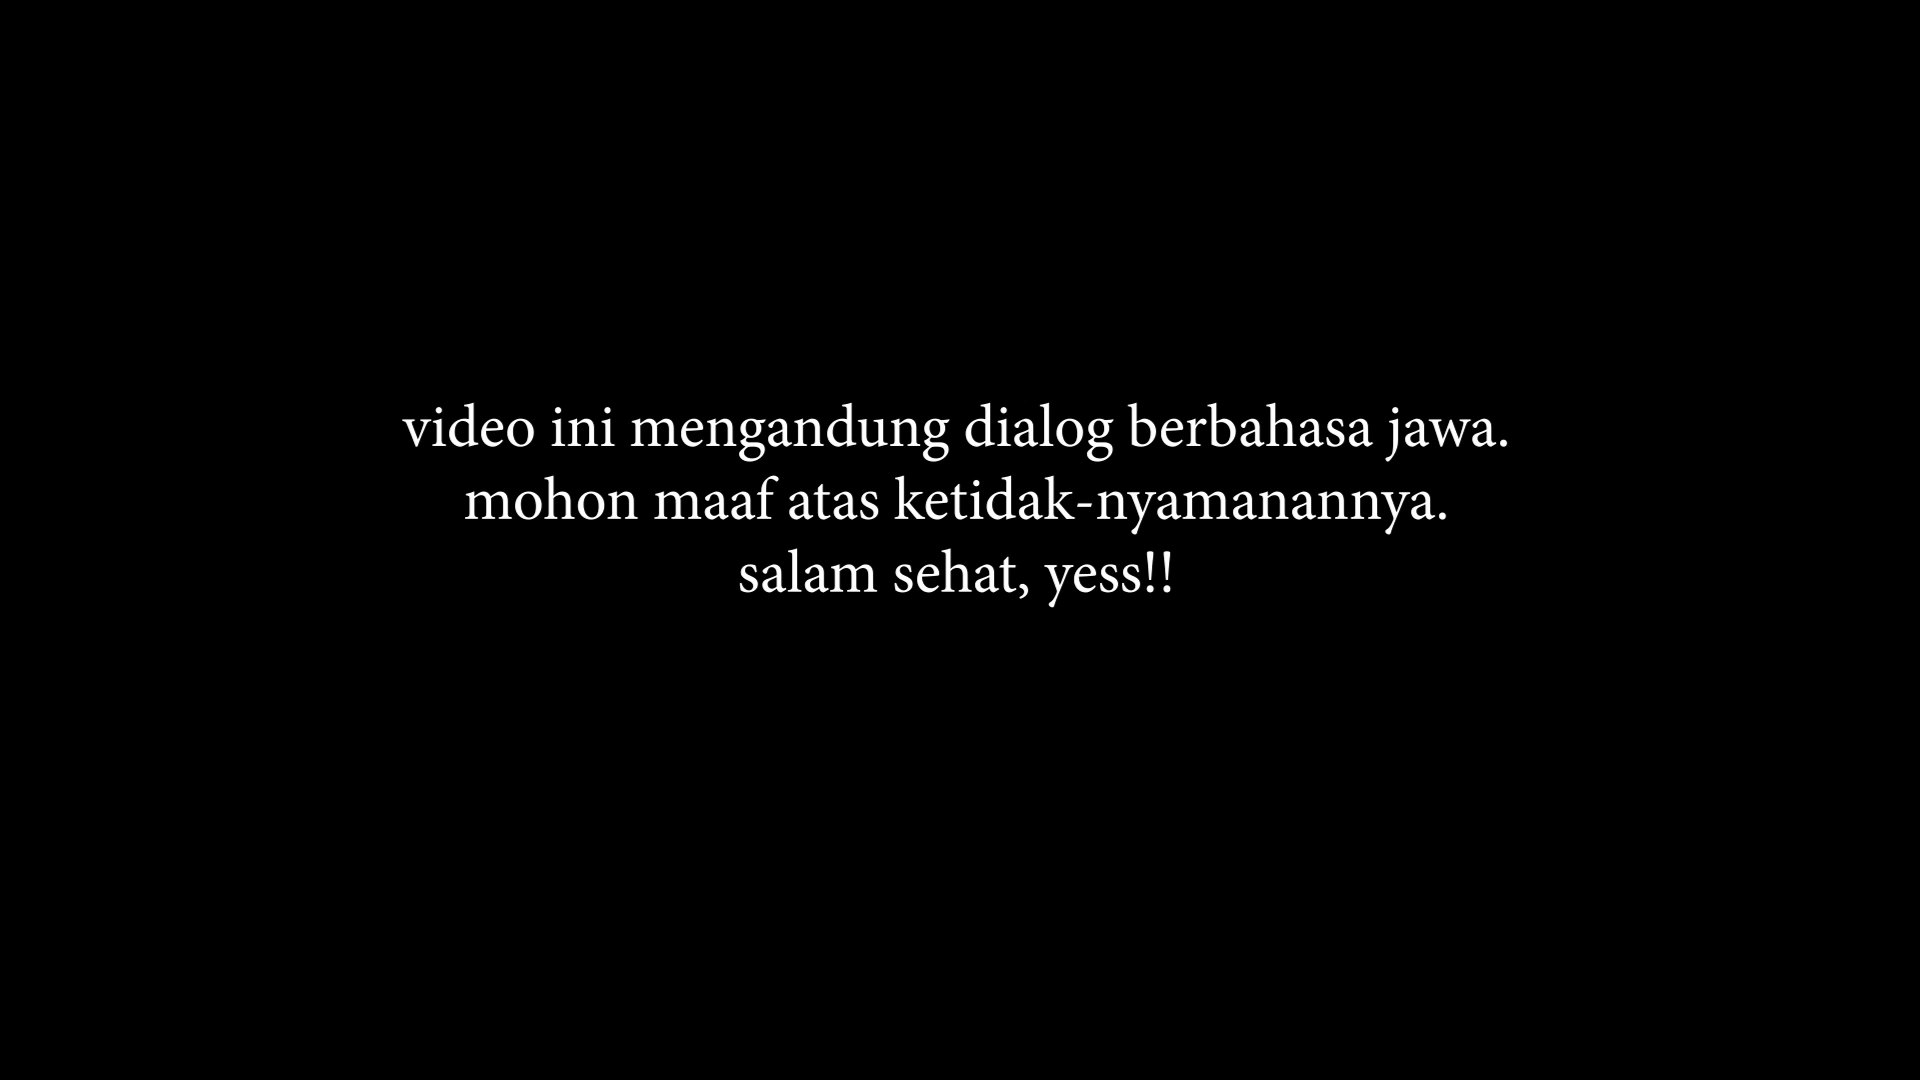 video ini mengandung dialog berbahasa jawa.
mohon maaf atas ketidak-nyamanannya.
salam sehat, yess!!